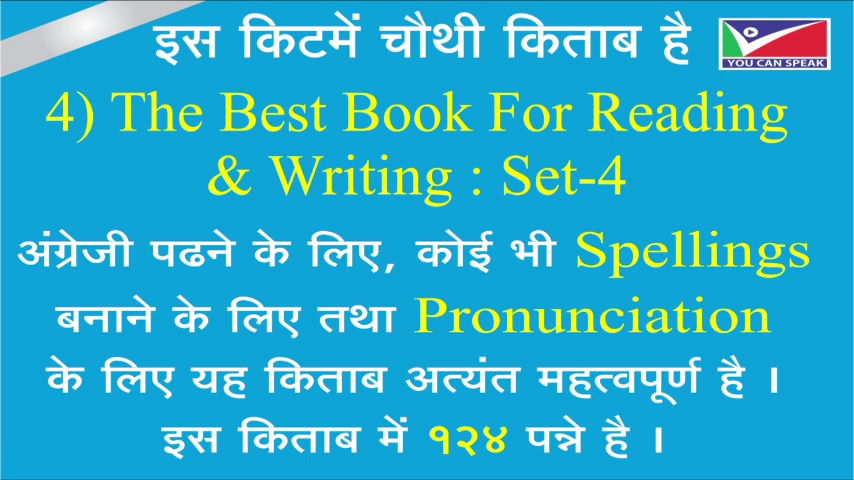 इस किटमें चौथी किताब है
YOU CAN SPEAK
4) The Best Book For Reading
& Writing : Set-4
अंग्रेजी पढने के लिए, कोई भी Spellings
बनाने के लिए तथा Pronunciation
के लिए यह किताब अत्यंत महत्वपूर्ण है ।
इस किताब में १२४ पन्ने है ।